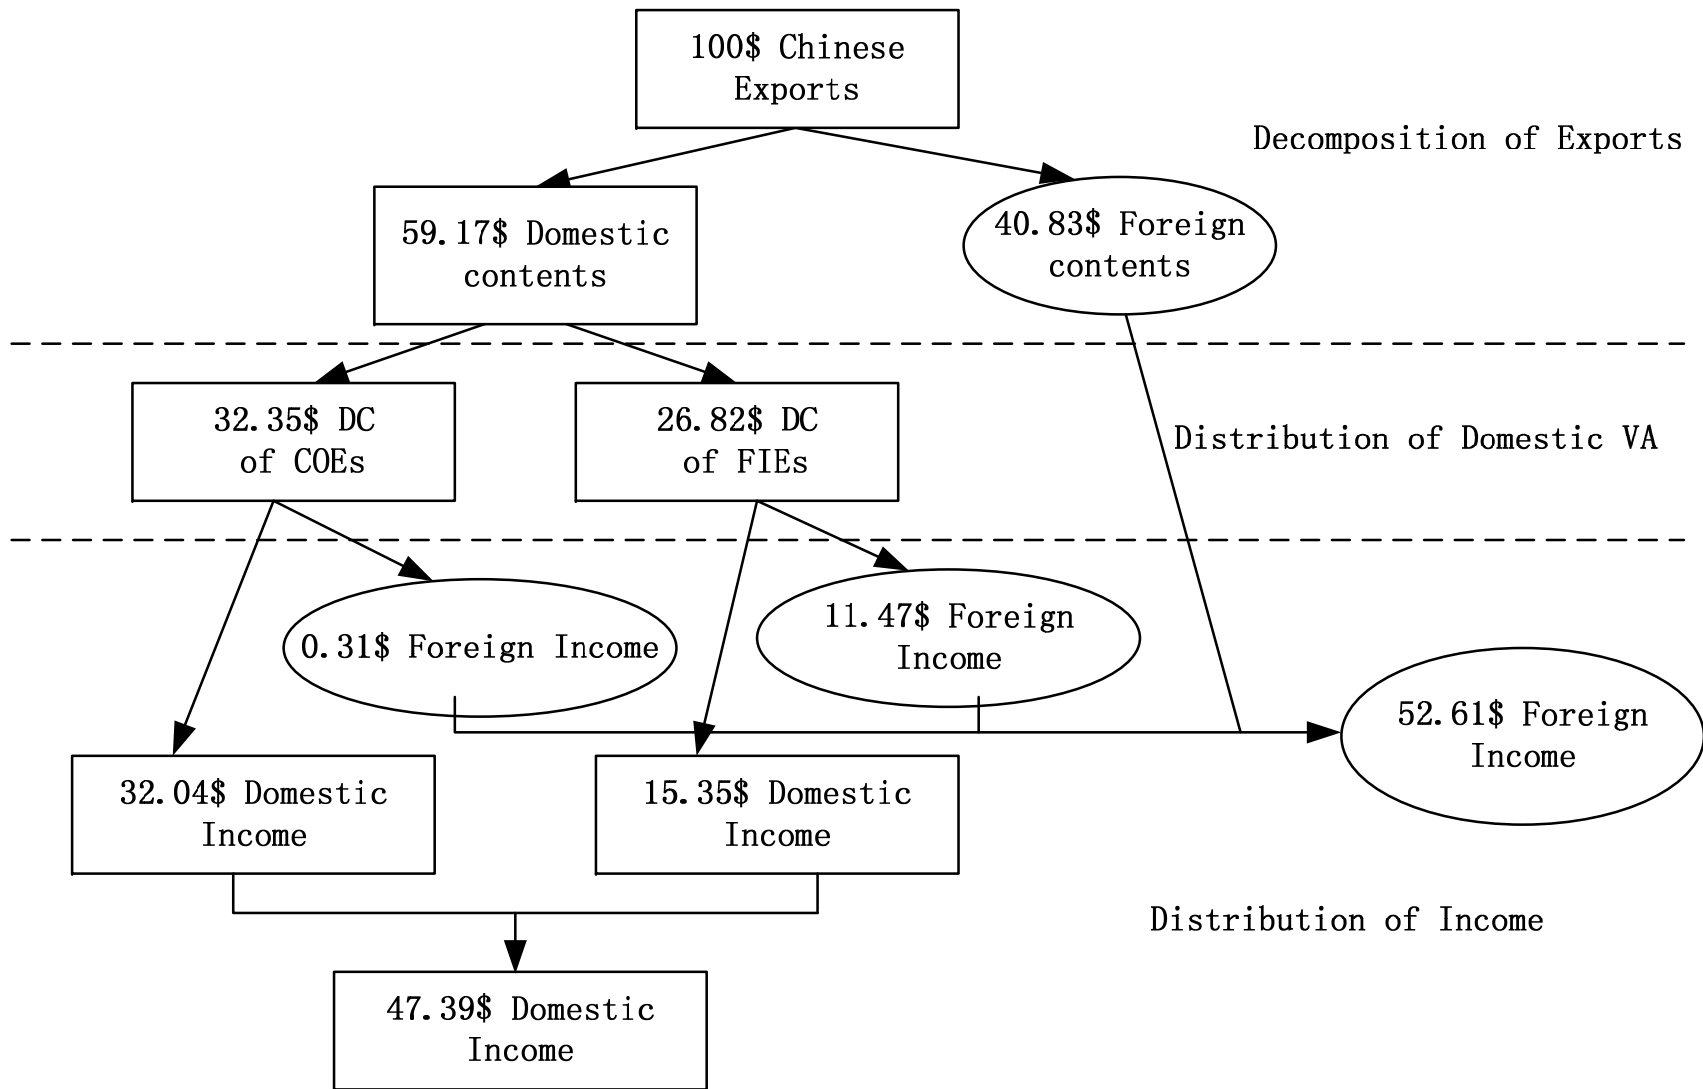 100$ Chinese
Exports
Decomposition of Exports
59.17$ Domestic
contents
40.83$ Foreign
contents
32.35$ DC
of COEs
26.82$ DC
of FIEs
Distribution of Domestic VA
0.31$ Foreign Income
11.47$ Foreign
Income
52.61$ Foreign
Income
32.04$ Domestic
Income
15.35$ Domestic
Income
Distribution of Income
47.39$ Domestic
Income